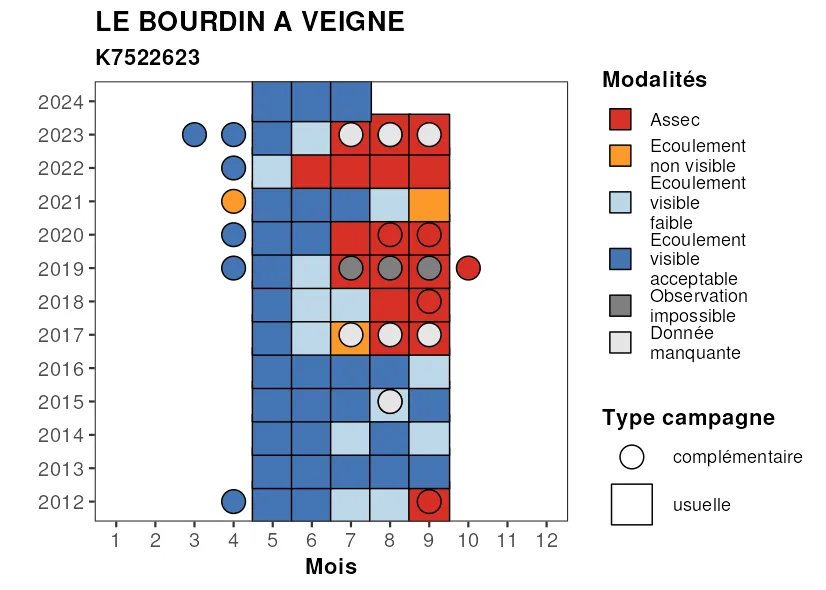 LE BOURDIN A VEIGNE
K7522623
2024
2023
2022
2021
2020
2019
2018
2017
2016
2015
2014
2013
2012
1 2 3 4 5 6 7 8 9 10 11 12
Mois
Modalités
Assec
Ecoulement
non visible
Ecoulement
visible
faible
Ecoulement
visible
acceptable
Observation
impossible
Donnée
manquante
Type campagne
complémentaire
usuelle